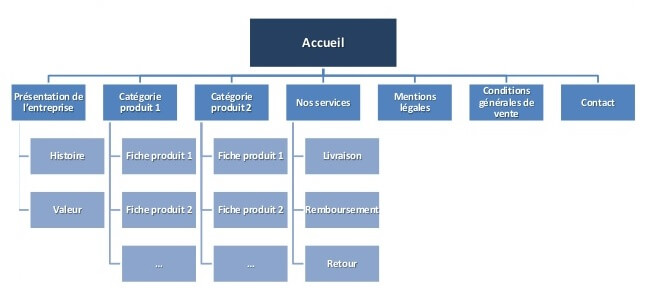 Accueil
Présentation de
l'entreprise
Catégorie
produit 1
Catégorie
produit 2
Nos services
Mentions
légales
Conditions
générales de
vente
Contact
Histoire
Valeur
Fiche produit 1
Fiche produit 2
...
Fiche produit 1
Fiche produit 2
...
Livraison
Remboursement
Retour